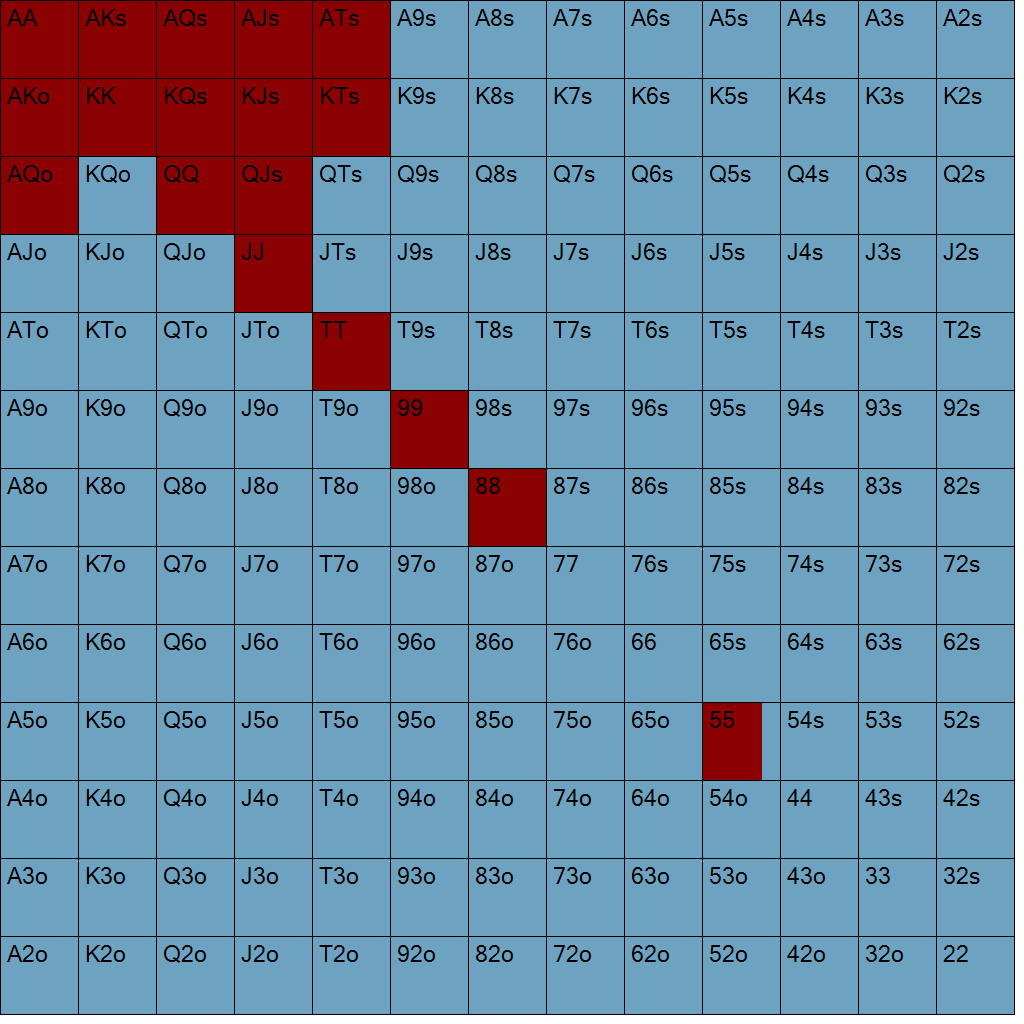 AA AKs AQs AJs ATs A9s A8s A7s A6s A5s A4s A3s A2s
AKo KK KQs KJs KTs K9s K8s K7s K6s K5s K4s K3s K2s
AQo KQo QQ QJs QTs Q9s Q8s Q7s Q6s Q5s Q4s Q3s Q2s
AJo KJo QJo JJ JTs J9s J8s J7s J6s J5s J4s J3s J2s
ATo KTo QTo JTo TT T9s T8s T7s T6s T5s T4s T3s T2s
A9o K9o Q9o J9o T9o 99 98s 97s 96s 95s 94s 93s 92s
A8o K8o Q8o J8o T8o 98o 88 87s 86s 85s 84s 83s 82s
A7o K7o Q7o J7o T7o 97o 87o 77 76s 75s 74s 73s 72s
A6o K6o Q6o J6o T6o 96o 86o 76o 66 65s 64s 63s 62s
A5o K5o Q5o J5o T5o 95o 85o 75o 65o 55 54s 53s 52s
A4o K4o Q4o J4o T4o 94o 84o 74o 64o 54o 44 43s 42s
A3o K3o Q3o J3o T3o 93o 83o 73o 63o 53o 43o 33 32s
A2o K2o Q2o J2o T2o 92o 82o 72o 62o 52o 42o 32o 22